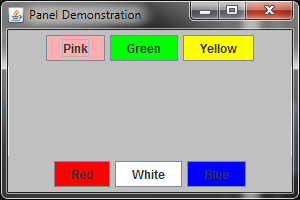 Panel Demonstration
Pink Green Yellow
Red White Blue